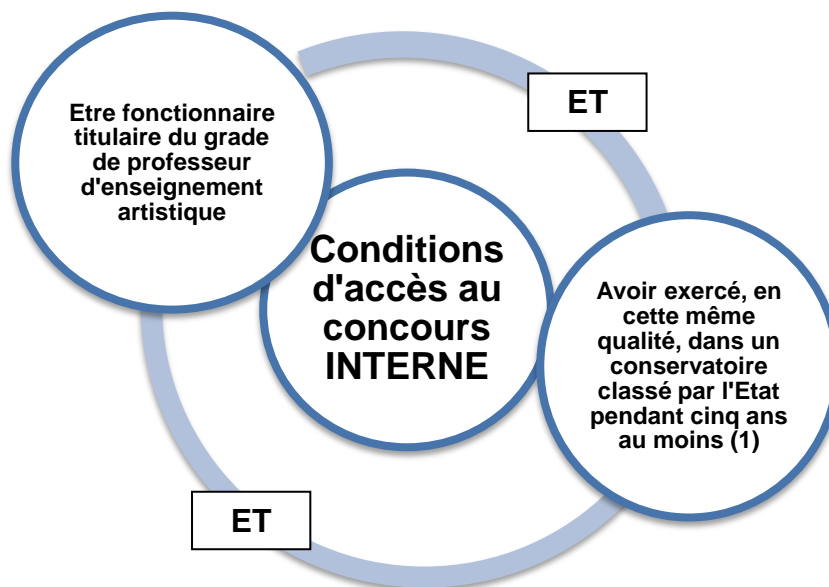 Etre fonctionnaire
titulaire du grade
de professeur
d'enseignement
artistique
ET
Conditions
d'accès au
concours
INTERNE
Avoir exercé, en
cette même
qualité, dans un
conservatoire
classé par l'Etat
pendant cinq ans
au moins (1)
ET